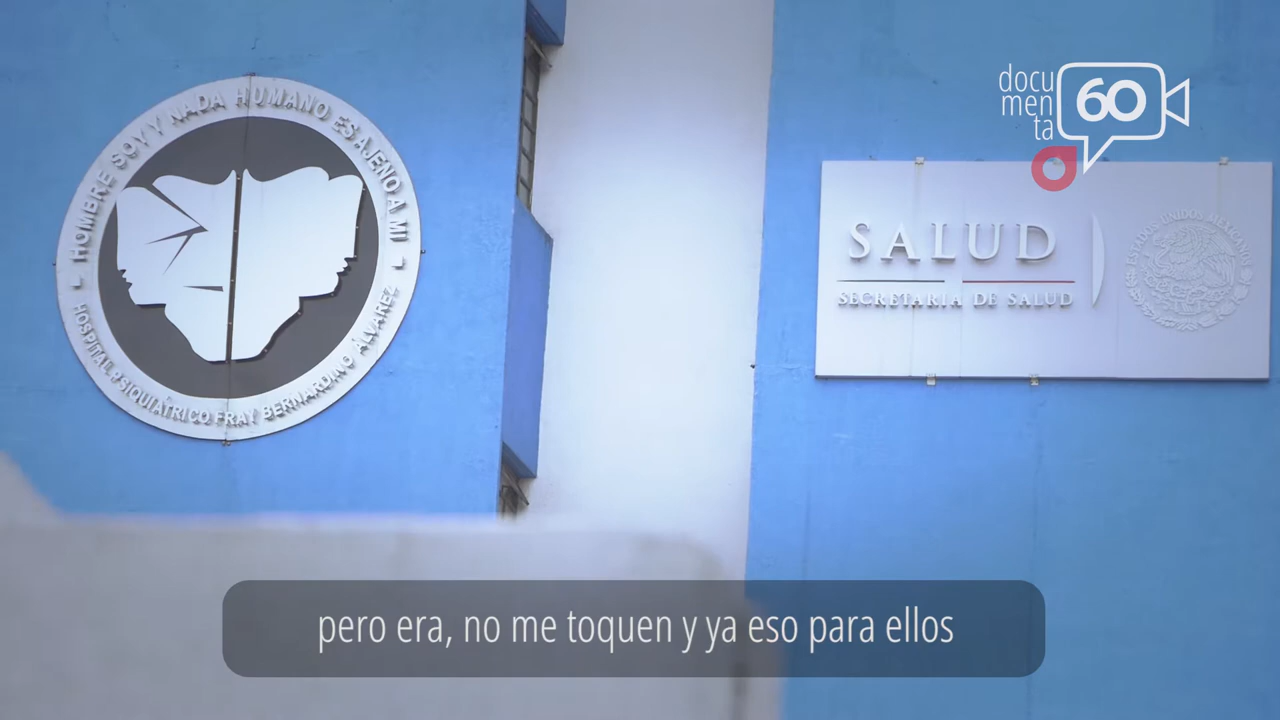 HOMBRE SOY Y NADA HUMANO ES AJENO A MI
HOSPITAL PSIQUIÁTRICO FRAY BERNARDINO ÁLVAREZ
docu
men
ta
60
SALUD
SECRETARÍA DE SALUD
ESTADOS UNIDOS MEXICANOS
pero era, no me toquen y ya eso para ellos